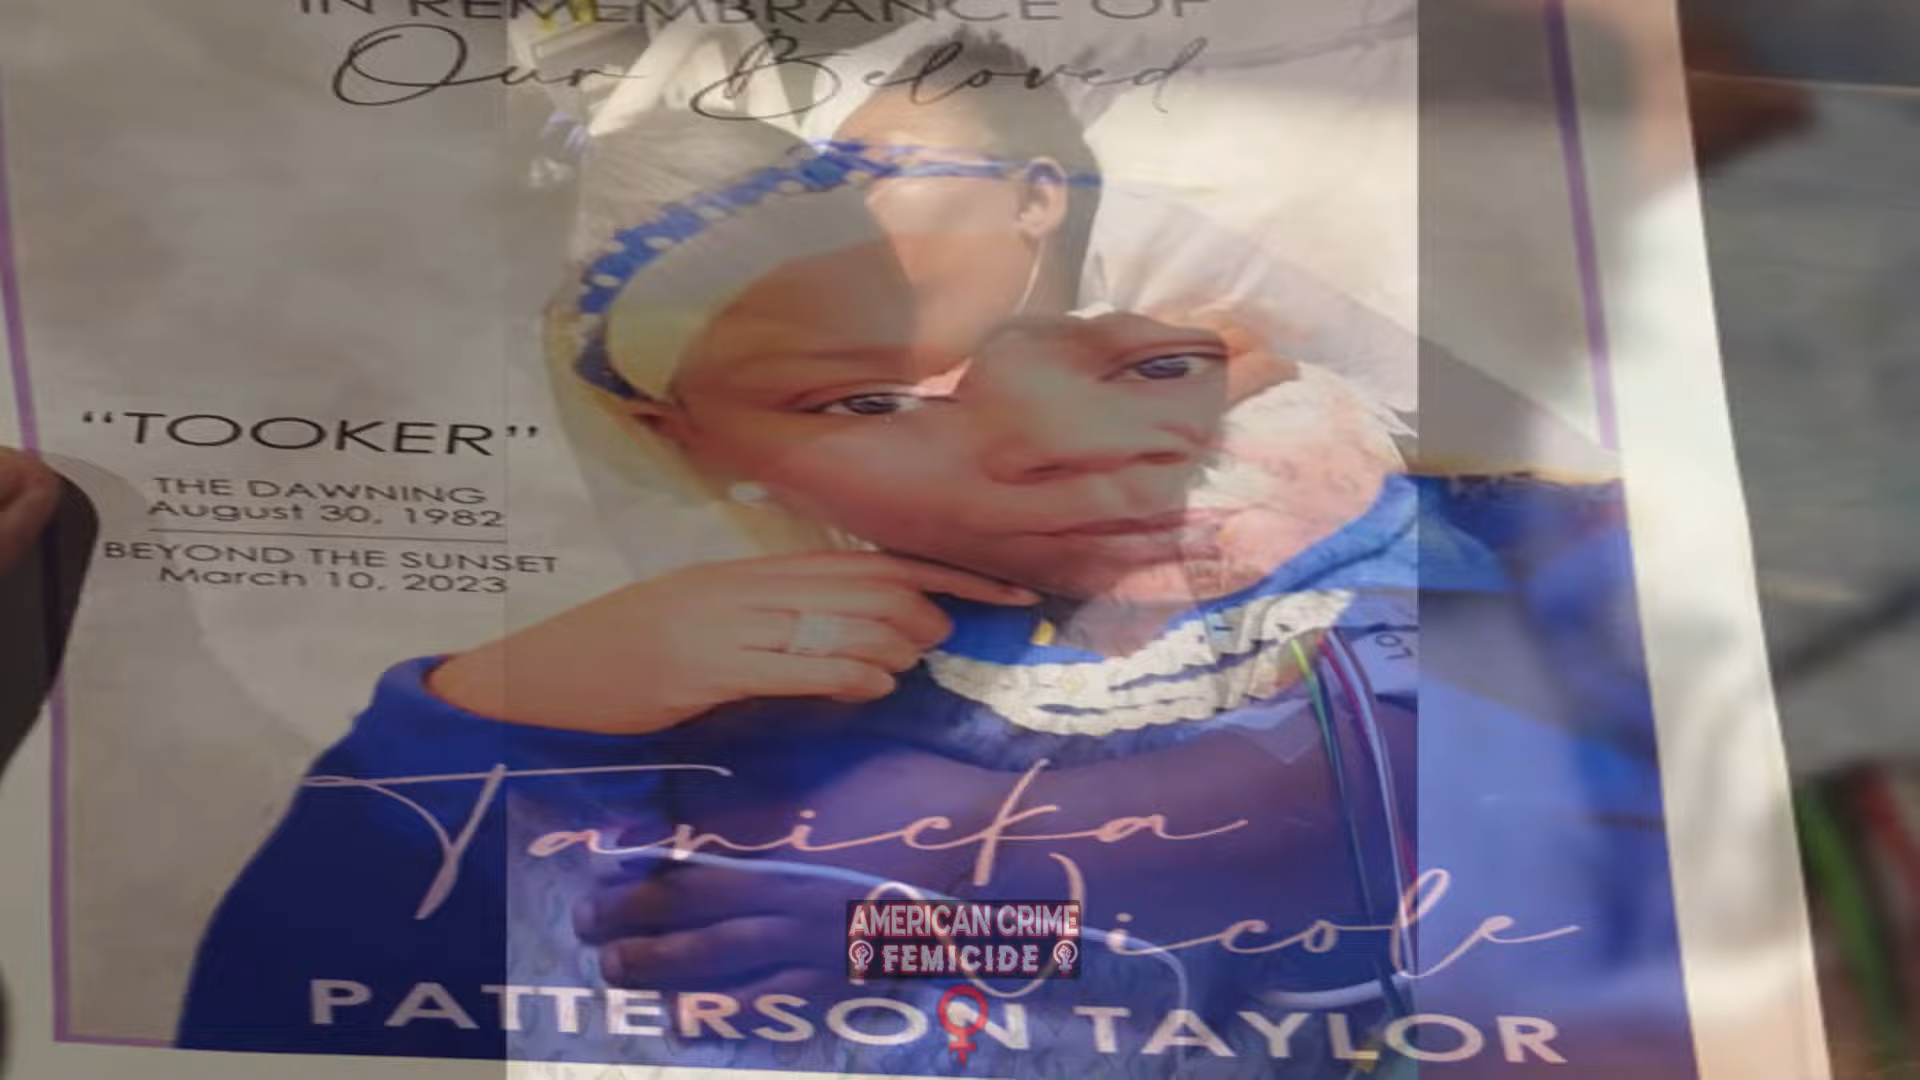 IN REMEMBRANCE OF
Our Beloved
“TOOKER”
THE DAWNING
August 30, 1982
BEYOND THE SUNSET
March 10, 2023
Tanicka
Nicole
AMERICAN CRIME
FEMICIDE
PATTERSON TAYLOR